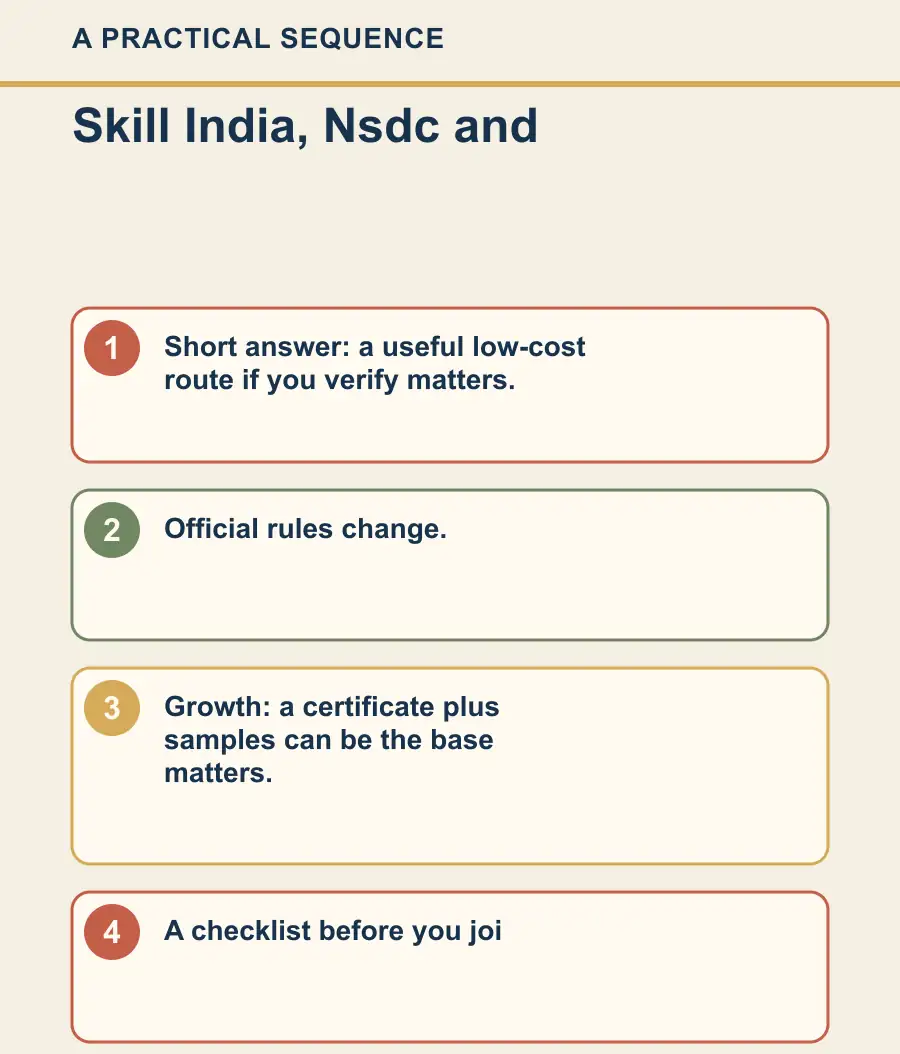 A PRACTICAL SEQUENCE
Skill India, Nsdc and
1
Short answer: a useful low-cost
route if you verify matters.
2
Official rules change.
3
Growth: a certificate plus
samples can be the base
matters.
4
A checklist before you joi